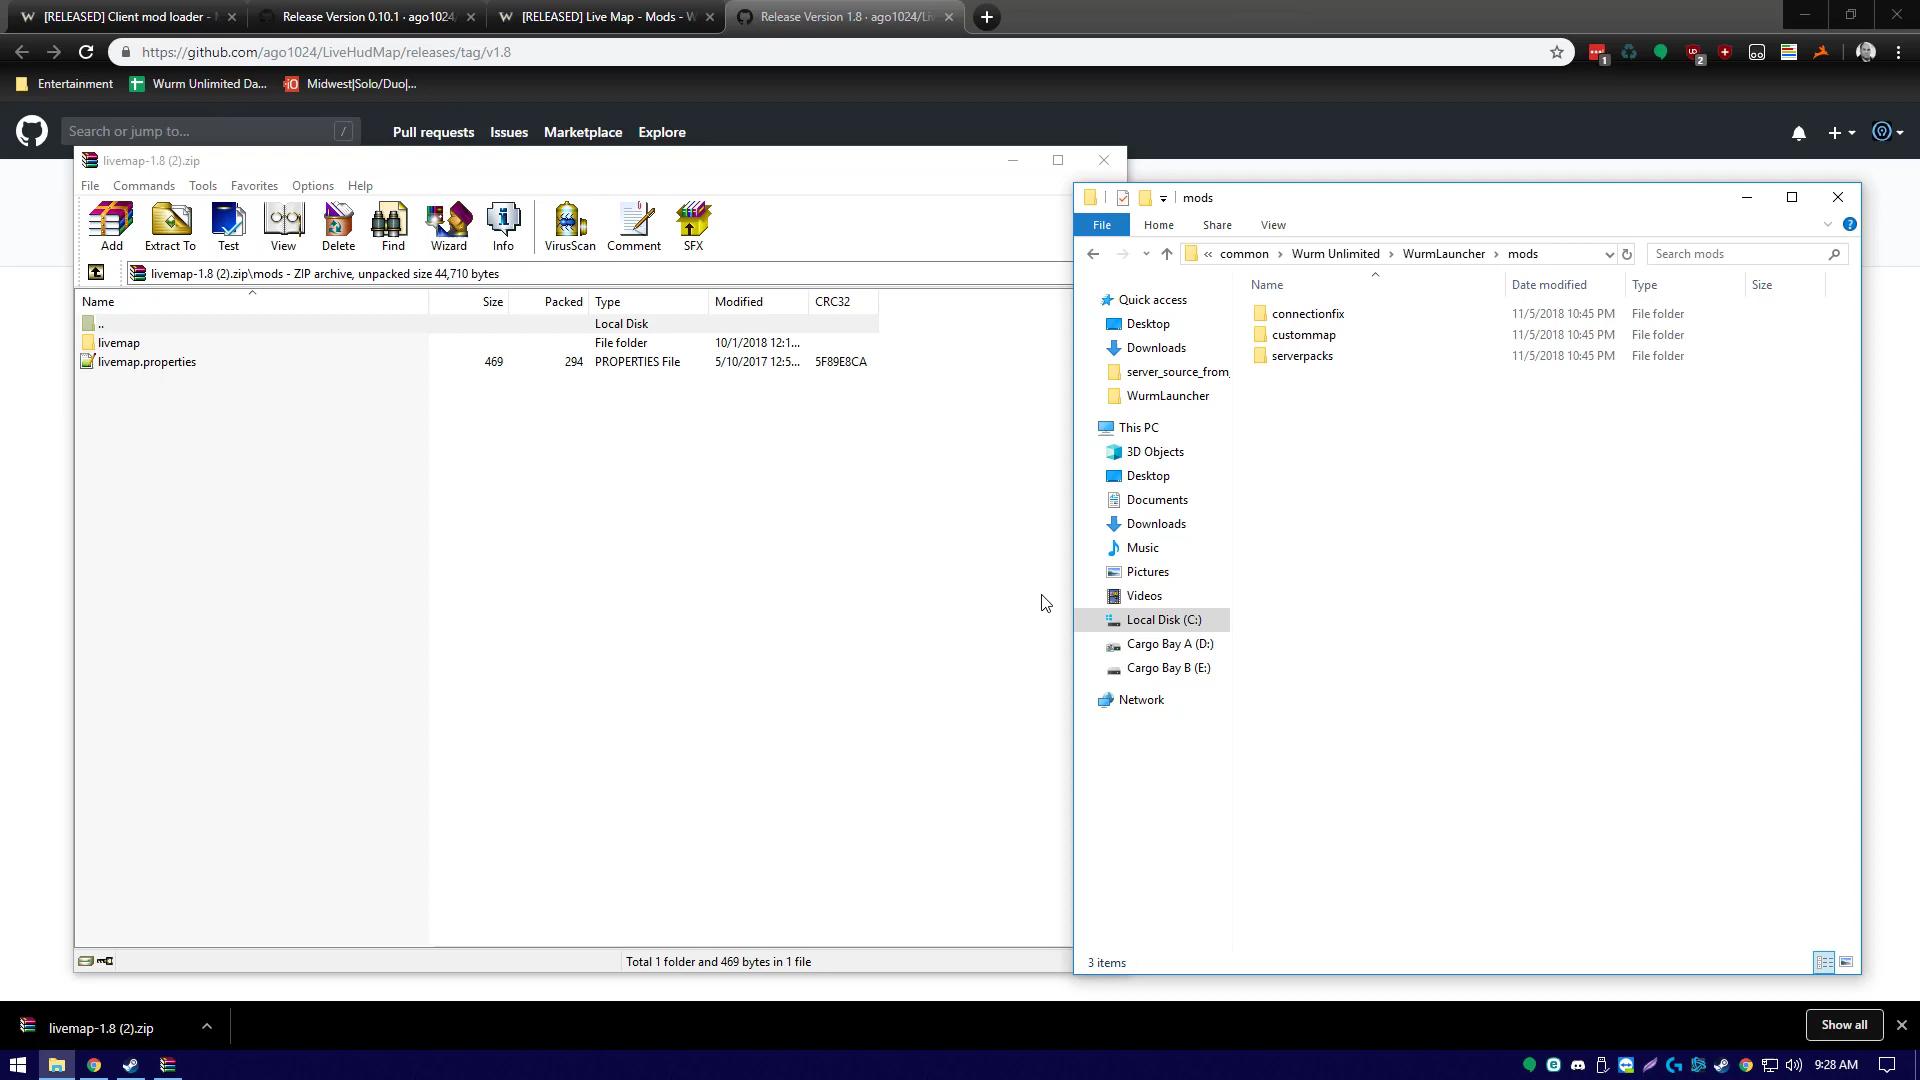 [RELEASED] Client mod loader -
Release Version 0.10.1 · ago1024/
[RELEASED] Live Map - Mods - W
Release Version 1.8 · ago1024/Li
https://github.com/ago1024/LiveHudMap/releases/tag/v1.8
1
2
Entertainment
Wurm Unlimited Da...
Midwest|Solo/Duo|...
Search or jump to...
/
Pull requests
Issues
Marketplace
Explore
livemap-1.8 (2).zip
File
Commands
Tools
Favorites
Options
Help
Add
Extract To
Test
View
Delete
Find
Wizard
Info
VirusScan
Comment
SFX
livemap-1.8 (2).zip\mods - ZIP archive, unpacked size 44,710 bytes
Name
Size
Packed
Type
Modified
CRC32
..
Local Disk
livemap
File folder
10/1/2018 12:1...
livemap.properties
469
294
PROPERTIES File
5/10/2017 12:5...
5F89E8CA
Total 1 folder and 469 bytes in 1 file
mods
File
Home
Share
View
« common > Wurm Unlimited > WurmLauncher > mods
Search mods
Quick access
Desktop
Downloads
server_source_from_
WurmLauncher
This PC
3D Objects
Desktop
Documents
Downloads
Music
Pictures
Videos
Local Disk (C:)
Cargo Bay A (D:)
Cargo Bay B (E:)
Network
Name
Date modified
Type
Size
connectionfix
11/5/2018 10:45 PM
File folder
custommap
11/5/2018 10:45 PM
File folder
serverpacks
11/5/2018 10:45 PM
File folder
3 items
livemap-1.8 (2).zip
Show all
9:28 AM